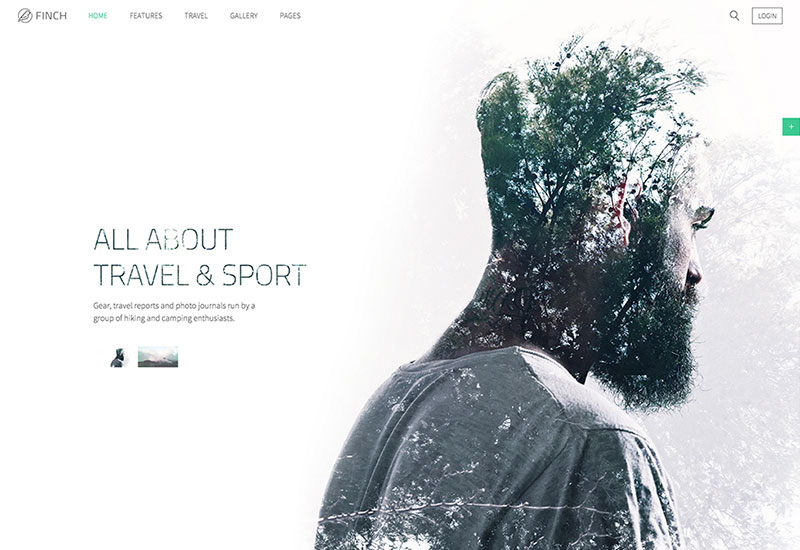 FINCH HOME FEATURES TRAVEL GALLERY PAGES LOGIN
+
ALL ABOUT
TRAVEL & SPORT
Gear, travel reports and photo journals run by a
group of hiking and camping enthusiasts.